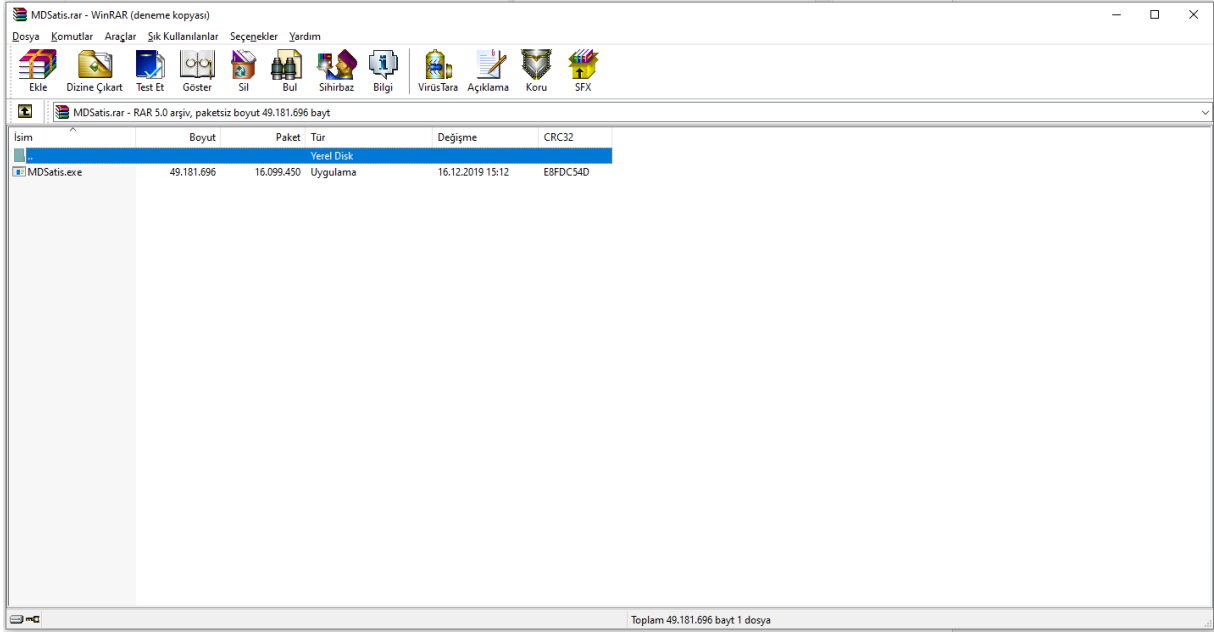 MDSatis.rar - WinRAR (deneme kopyası)
Dosya Komutlar Araçlar Sık Kullanılanlar Seçenekler Yardım
Ekle Dizine Çıkart Test Et Göster Sil Bul Sihirbaz Bilgi VirüsTara Açıklama Koru SFX
MDSatis.rar - RAR 5.0 arşiv, paketsiz boyut 49.181.696 bayt
İsim Boyut Paket Tür Değişme CRC32
.. Yerel Disk
MDSatis.exe 49.181.696 16.099.450 Uygulama 16.12.2019 15:12 E8FDC54D
Toplam 49.181.696 bayt 1 dosya